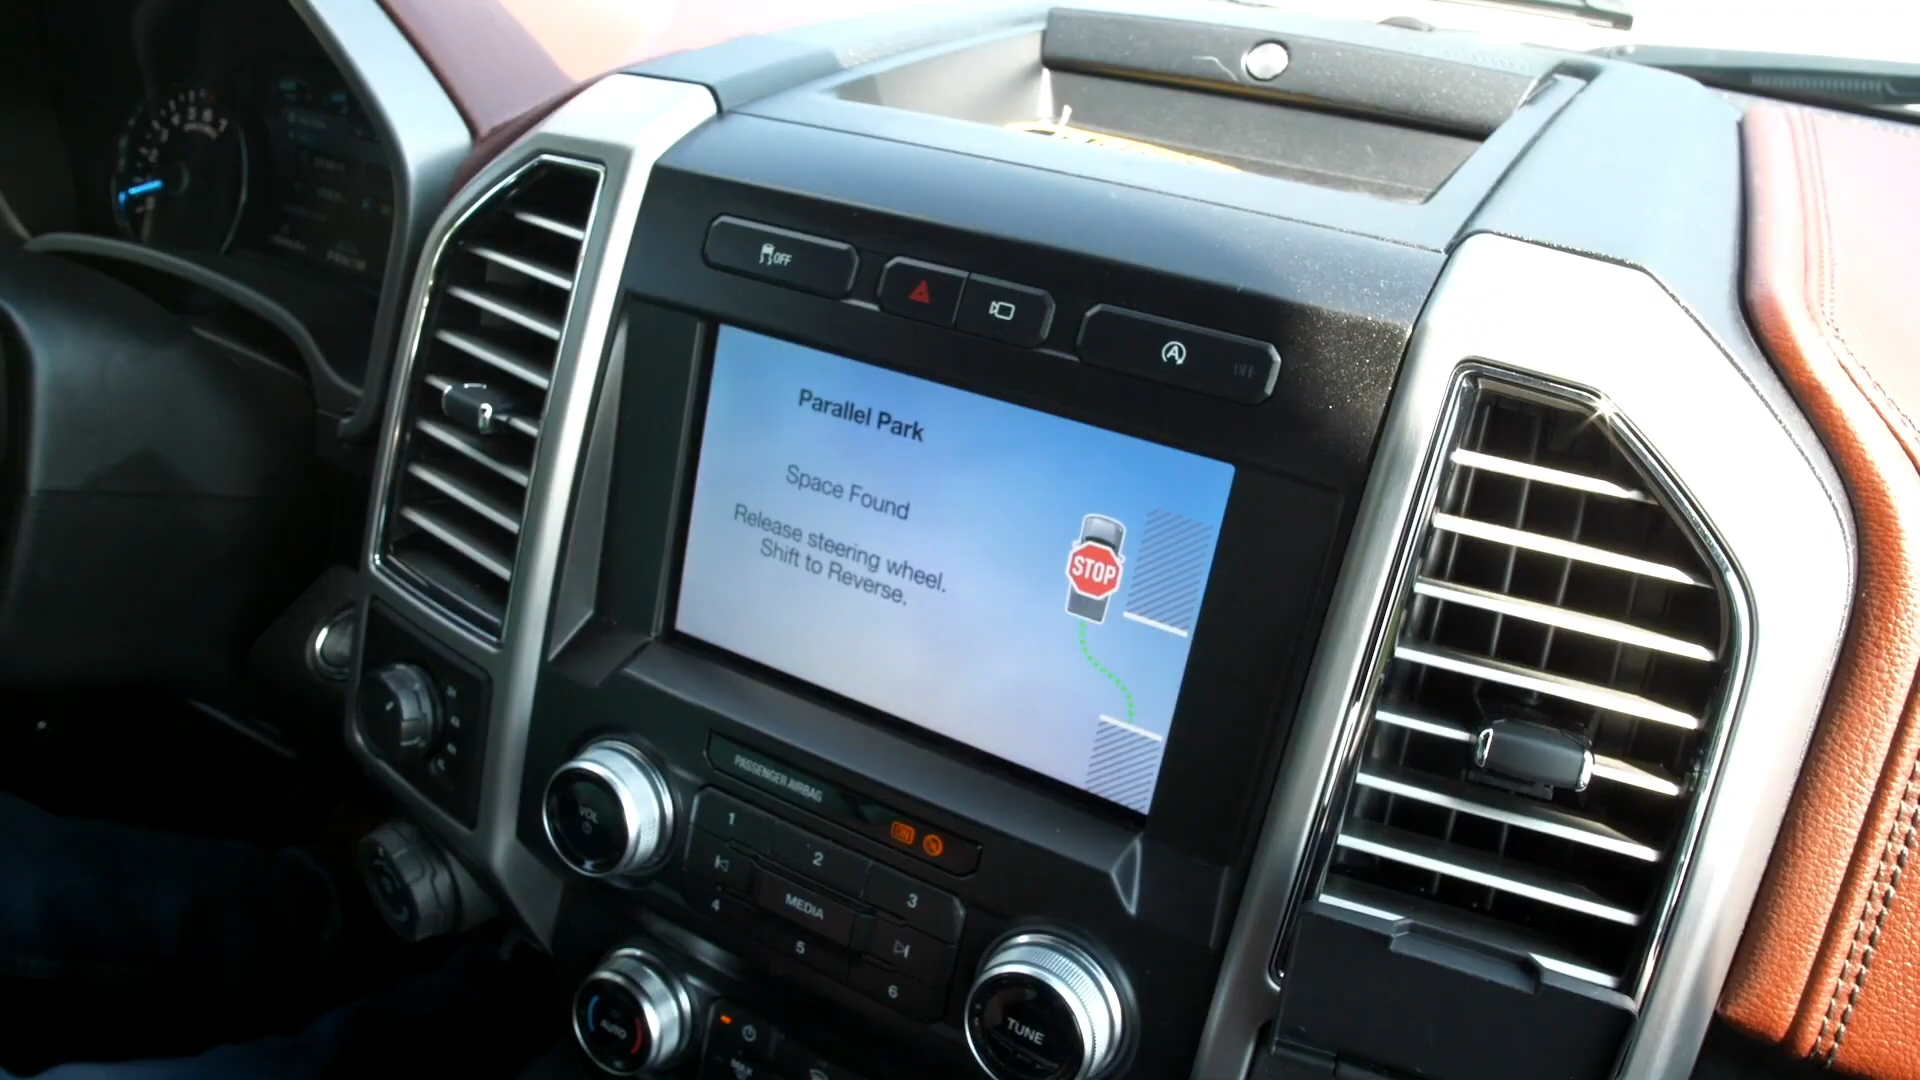 OFF
A
OFF
Parallel Park
Space Found
Release steering wheel.
Shift to Reverse.
STOP
PASSENGER AIRBAG
VOL
1
2
3
MEDIA
4
5
6
TUNE
AUTO
MAX